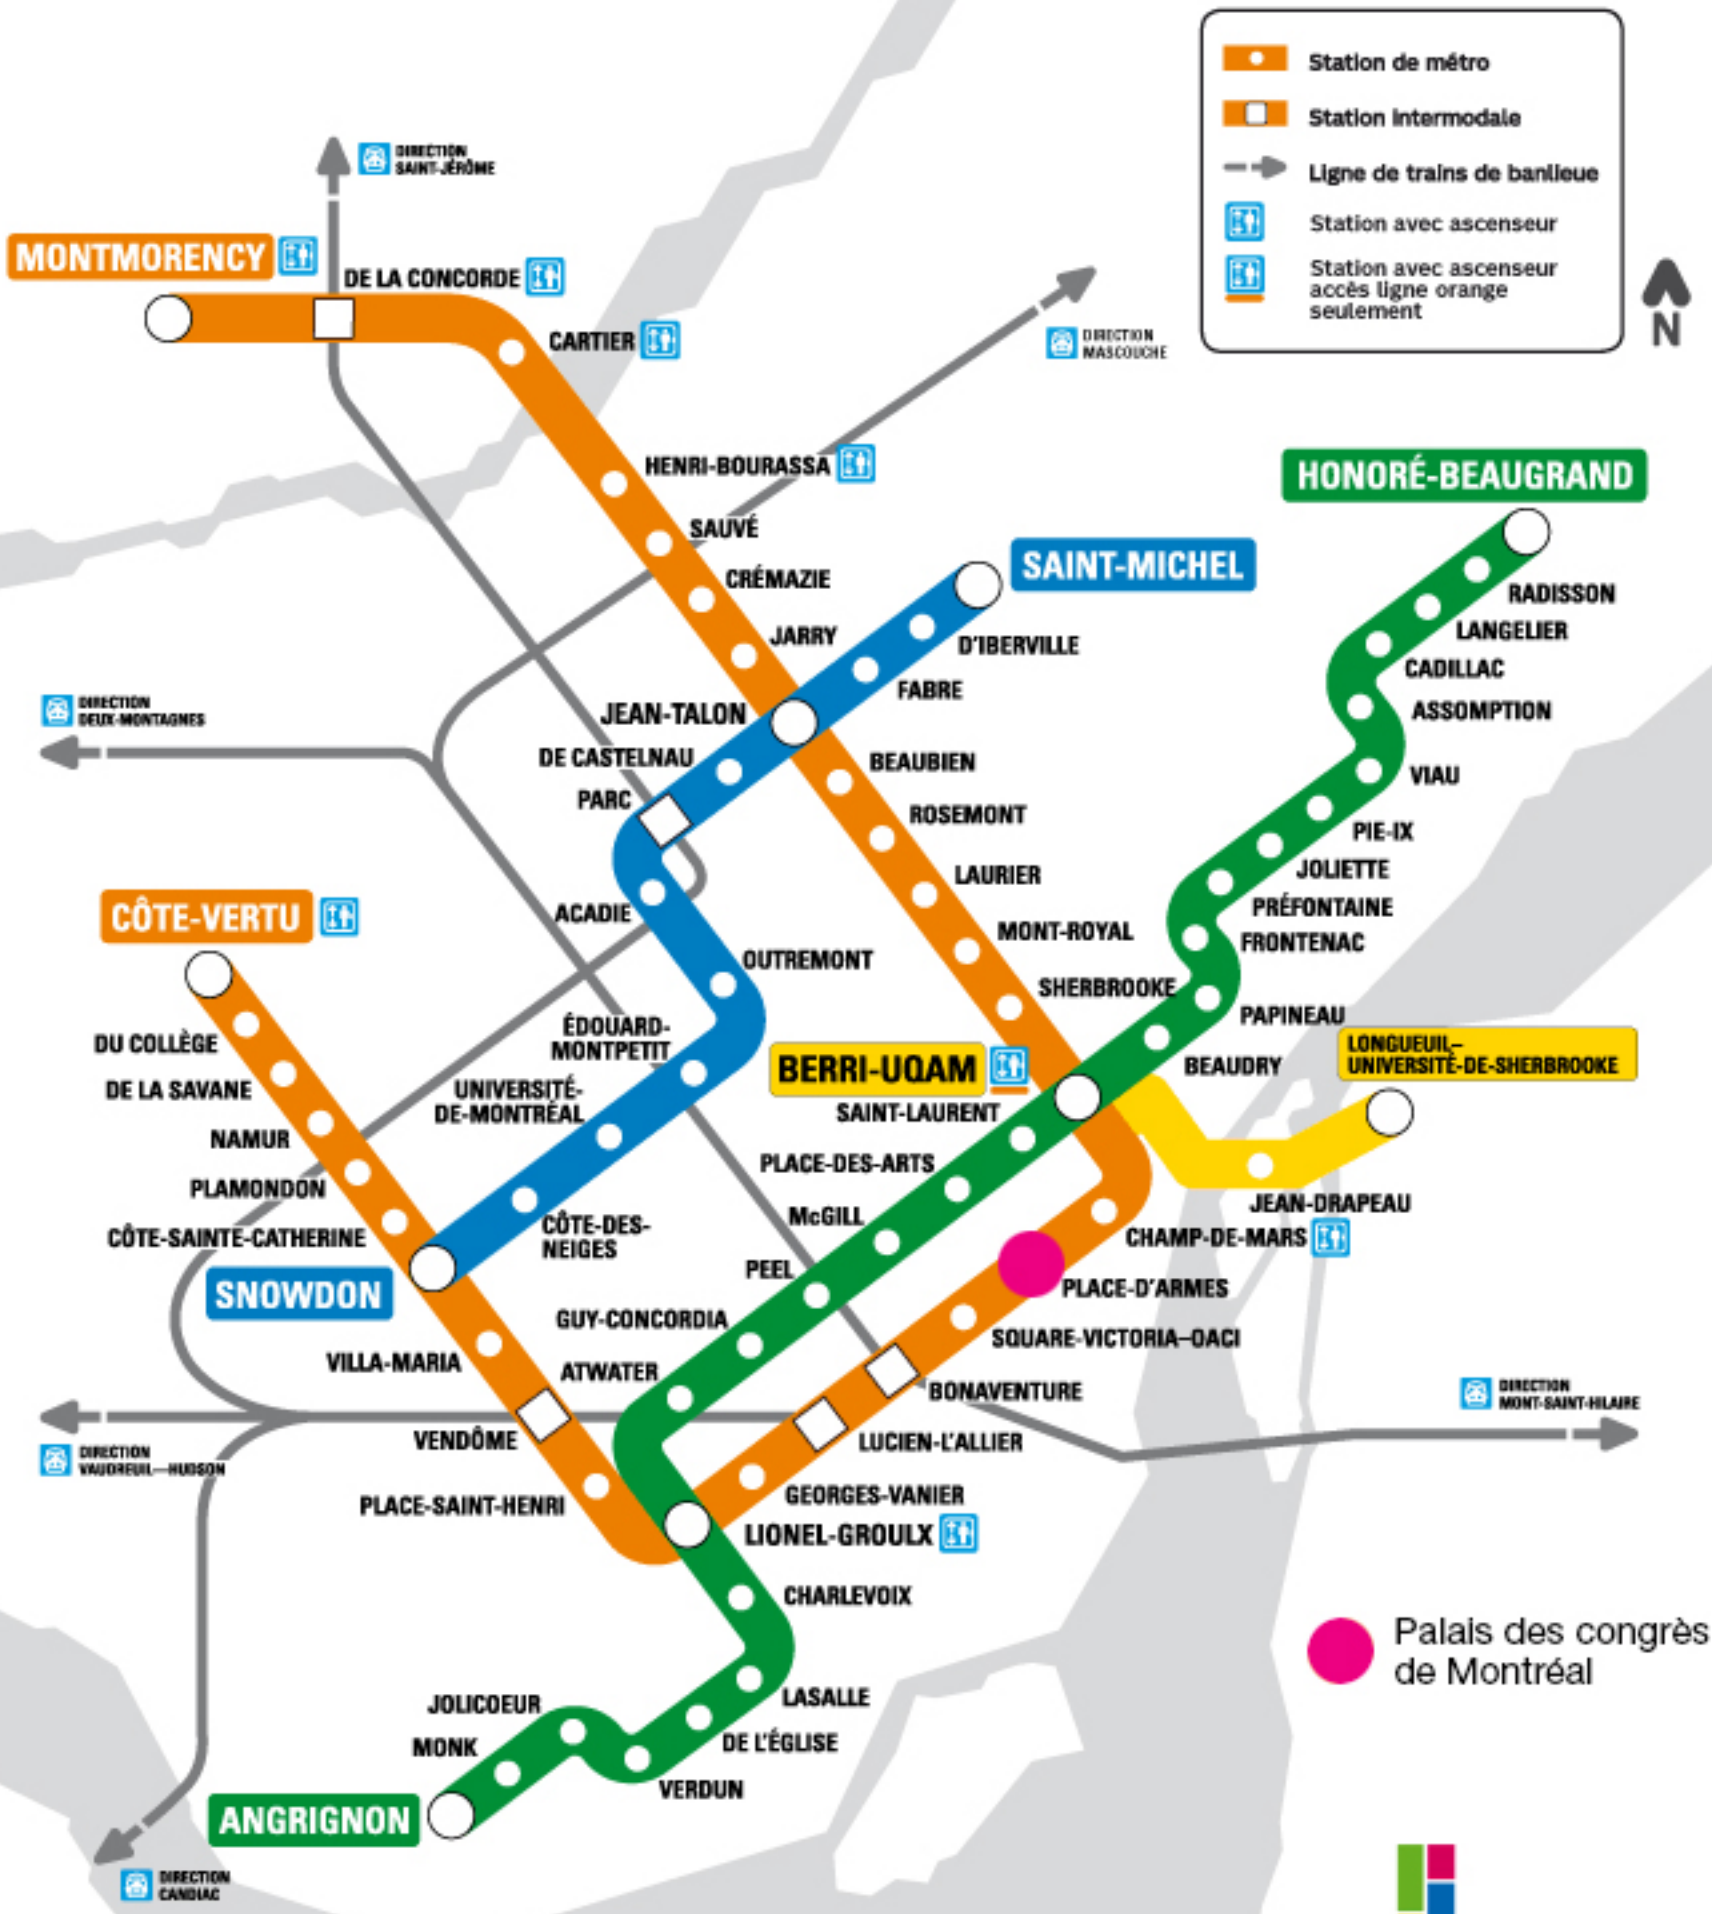 Station de métro
Station intermodale
Ligne de trains de banlieue
Station avec ascenseur
Station avec ascenseur
accès ligne orange
seulement
N
DIRECTION
SAINT-JÉRÔME
MONTMORENCY
DE LA CONCORDE
CARTIER
DIRECTION
MASCOUCHE
HENRI-BOURASSA
SAUVÉ
CRÉMAZIE
JARRY
HONORÉ-BEAUGRAND
SAINT-MICHEL
RADISSON
LANGELIER
D'IBERVILLE
CADILLAC
FABRE
ASSOMPTION
DIRECTION
DEUX-MONTAGNES
JEAN-TALON
DE CASTELNAU
BEAUBIEN
VIAU
PARC
ROSEMONT
PIE-IX
LAURIER
JOLIETTE
CÔTE-VERTU
ACADIE
PRÉFONTAINE
MONT-ROYAL
FRONTENAC
OUTREMONT
SHERBROOKE
PAPINEAU
ÉDOUARD-
MONTPETIT
DU COLLÈGE
LONGUEUIL–
UNIVERSITÉ-DE-SHERBROOKE
BERRI-UQAM
BEAUDRY
DE LA SAVANE
UNIVERSITÉ-
DE-MONTRÉAL
SAINT-LAURENT
NAMUR
PLACE-DES-ARTS
PLAMONDON
JEAN-DRAPEAU
McGILL
CÔTE-SAINTE-CATHERINE
CÔTE-DES-
NEIGES
CHAMP-DE-MARS
PEEL
SNOWDON
PLACE-D'ARMES
GUY-CONCORDIA
SQUARE-VICTORIA–OACI
VILLA-MARIA
ATWATER
BONAVENTURE
DIRECTION
MONT-SAINT-HILAIRE
VENDÔME
LUCIEN-L'ALLIER
DIRECTION
VAUDREUIL—HUDSON
PLACE-SAINT-HENRI
GEORGES-VANIER
LIONEL-GROULX
CHARLEVOIX
Palais des congrès
de Montréal
LASALLE
JOLICOEUR
DE L'ÉGLISE
MONK
VERDUN
ANGRIGNON
DIRECTION
CANDIAC